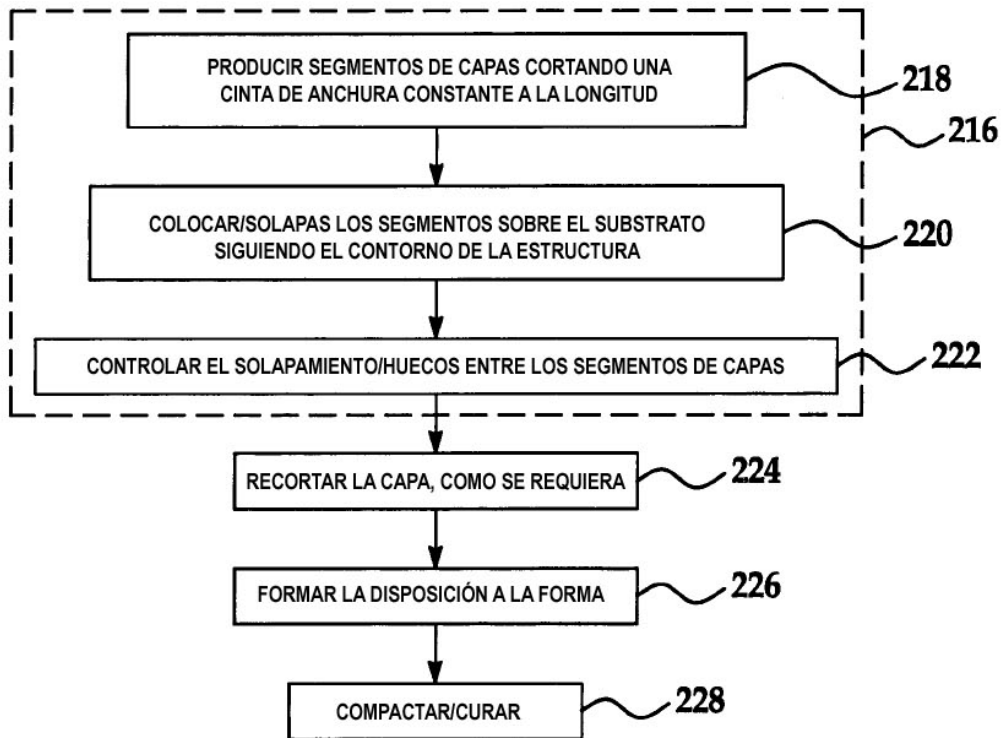 PRODUCIR SEGMENTOS DE CAPAS CORTANDO UNA
CINTA DE ANCHURA CONSTANTE A LA LONGITUD
218
216
COLOCAR/SOLAPAS LOS SEGMENTOS SOBRE EL SUBSTRATO
SIGUIENDO EL CONTORNO DE LA ESTRUCTURA
220
CONTROLAR EL SOLAPAMIENTO/HUECOS ENTRE LOS SEGMENTOS DE CAPAS
222
RECORTAR LA CAPA, COMO SE REQUIERA
224
FORMAR LA DISPOSICIÓN A LA FORMA
226
COMPACTAR/CURAR
228